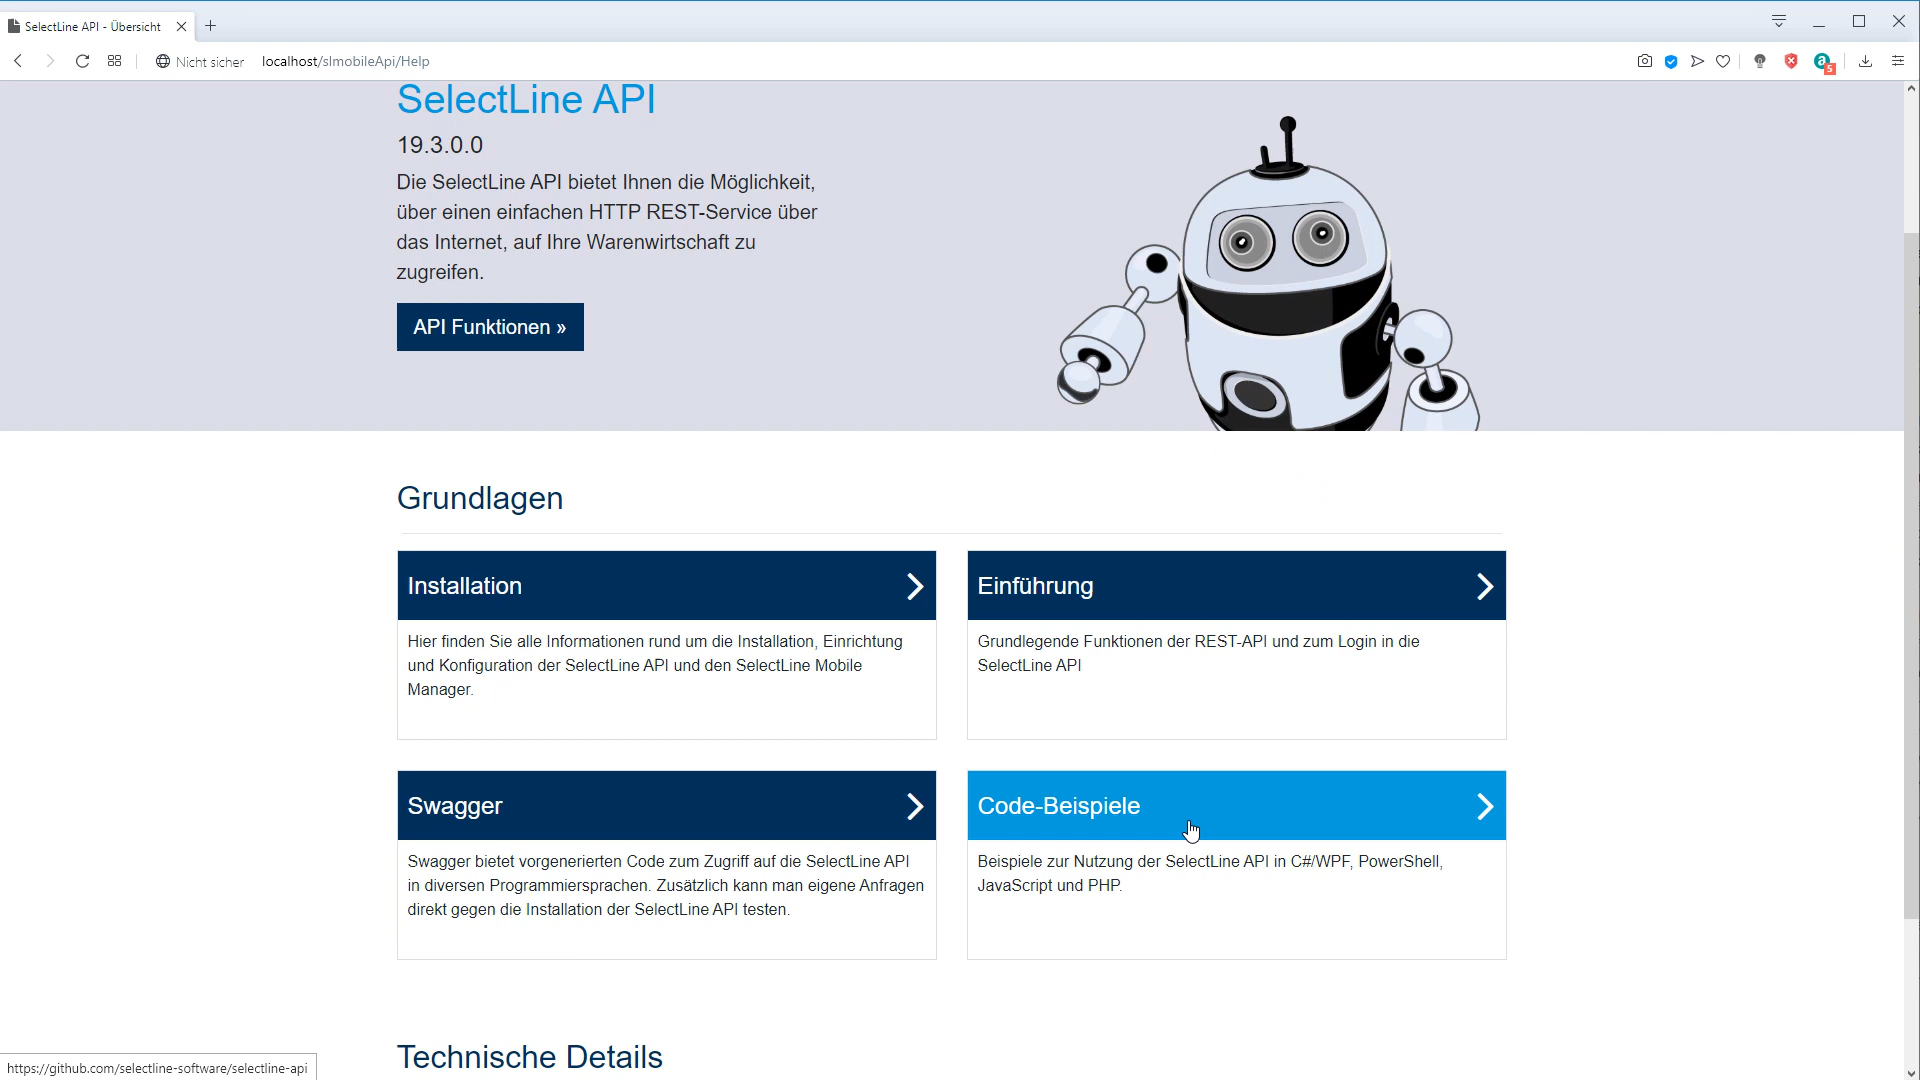 SelectLine API - Übersicht
Nicht sicher localhost/slmobileApi/Help
5
SelectLine API
19.3.0.0
Die SelectLine API bietet Ihnen die Möglichkeit,
über einen einfachen HTTP REST-Service über
das Internet, auf Ihre Warenwirtschaft zu
zugreifen.
API Funktionen »
Grundlagen
Installation
Hier finden Sie alle Informationen rund um die Installation, Einrichtung
und Konfiguration der SelectLine API und den SelectLine Mobile
Manager.
Einführung
Grundlegende Funktionen der REST-API und zum Login in die
SelectLine API
Swagger
Swagger bietet vorgenerierten Code zum Zugriff auf die SelectLine API
in diversen Programmiersprachen. Zusätzlich kann man eigene Anfragen
direkt gegen die Installation der SelectLine API testen.
Code-Beispiele
Beispiele zur Nutzung der SelectLine API in C#/WPF, PowerShell,
JavaScript und PHP.
Technische Details
https://github.com/selectline-software/selectline-api